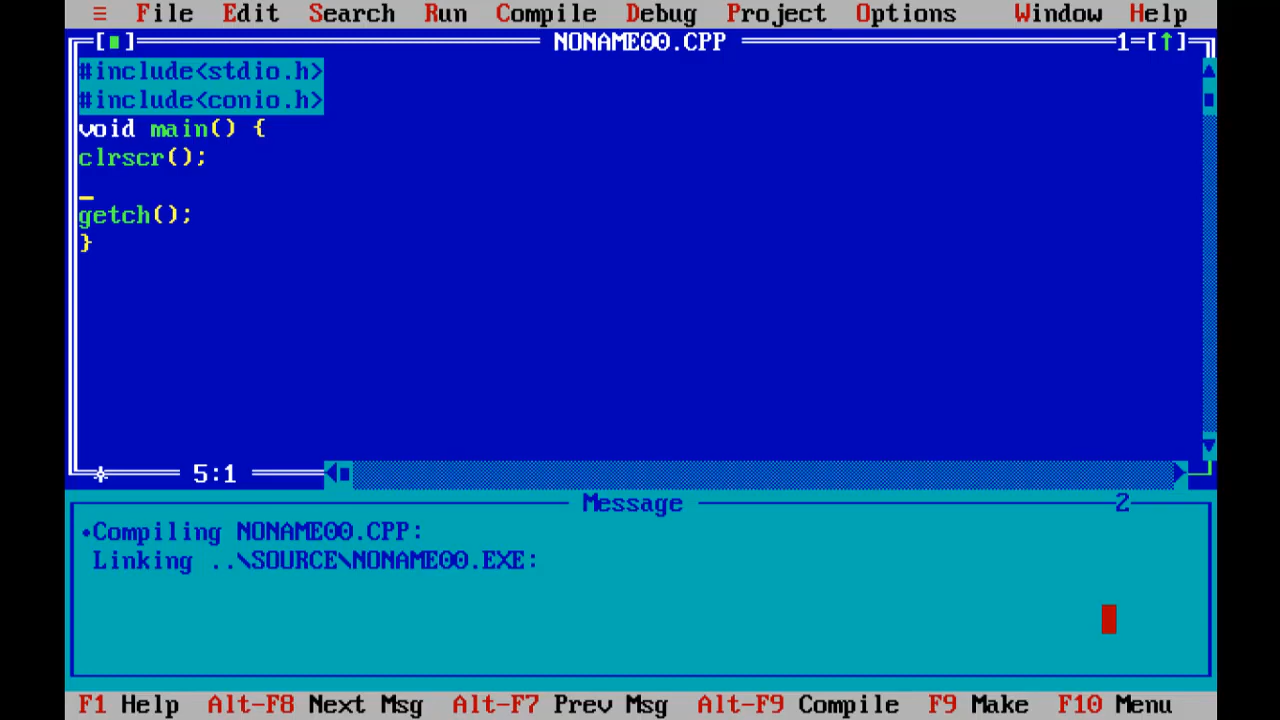 ≡ File Edit Search Run Compile Debug Project Options Window Help
[■] NONAME00.CPP 1=[↑]
#include<stdio.h>
#include<conio.h>
void main() {
clrscr();
_
getch();
}
5:1
Message 2
•Compiling NONAME00.CPP:
Linking ..\SOURCE\NONAME00.EXE:
F1 Help Alt-F8 Next Msg Alt-F7 Prev Msg Alt-F9 Compile F9 Make F10 Menu